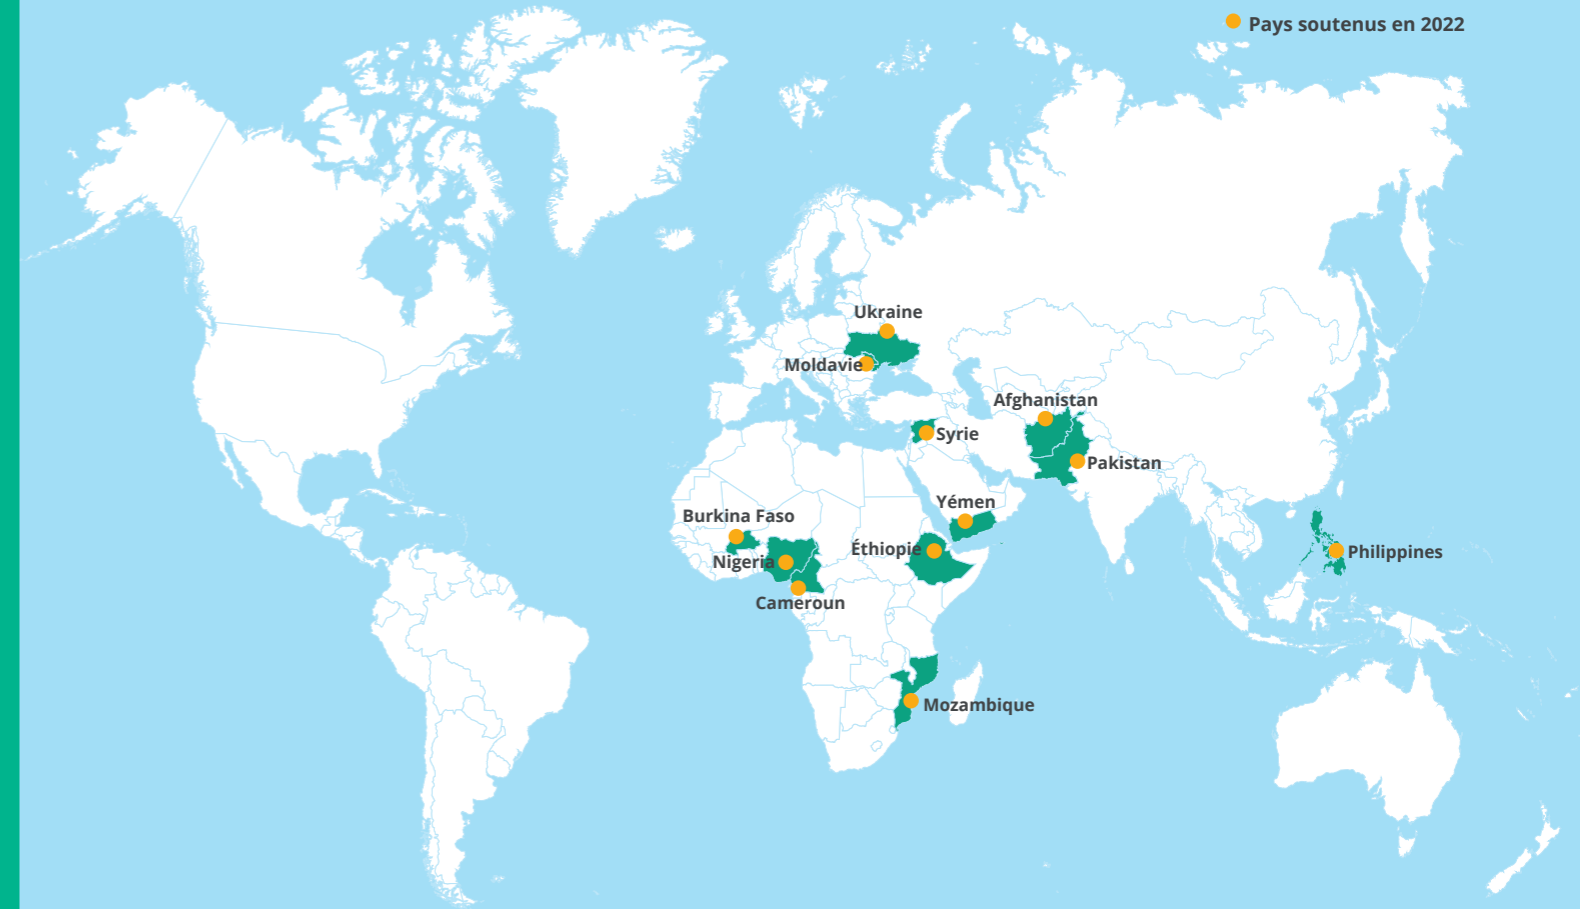 Pays soutenus en 2022
Ukraine
Moldavie
Afghanistan
Syrie
Pakistan
Yémen
Burkina Faso
Éthiopie
Philippines
Nigeria
Cameroun
Mozambique